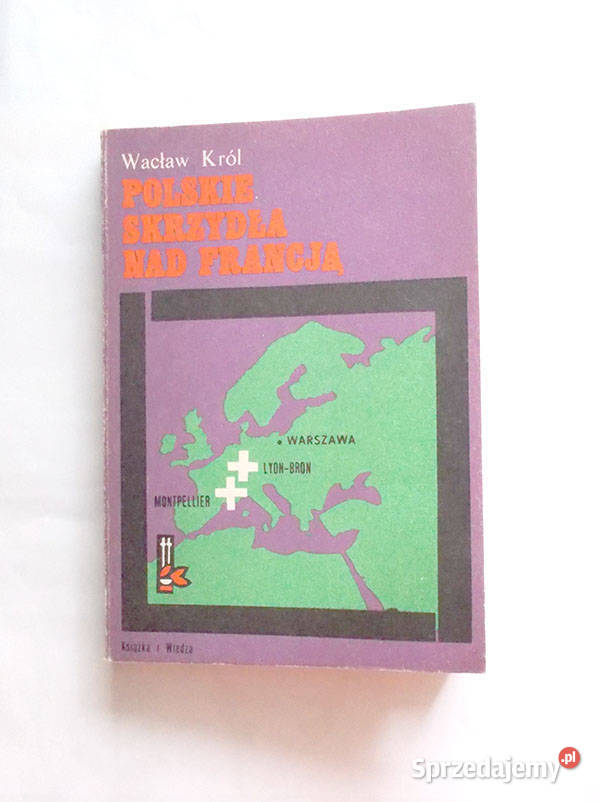 Wacław Król
POLSKIE
SKRZYDŁA
NAD FRANCJĄ
WARSZAWA
LYON-BRON
MONTPELLIER
Książka i Wiedza
Sprzedajemy.pl